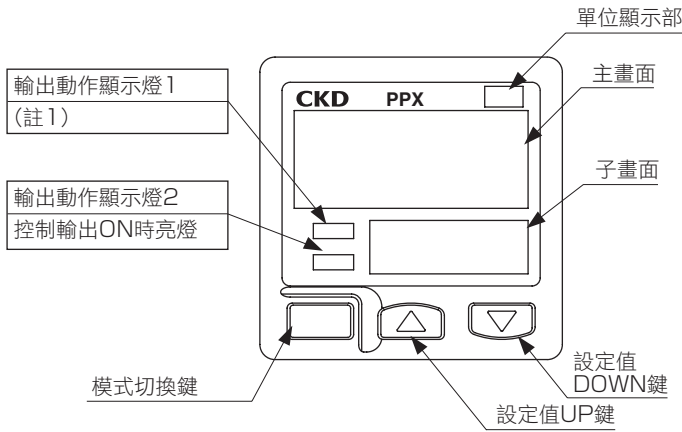 單位顯示部
主畫面
輸出動作顯示燈1
(註1)
CKD PPX
子畫面
輸出動作顯示燈2
控制輸出ON時亮燈
設定值
DOWN鍵
模式切換鍵
設定值UP鍵